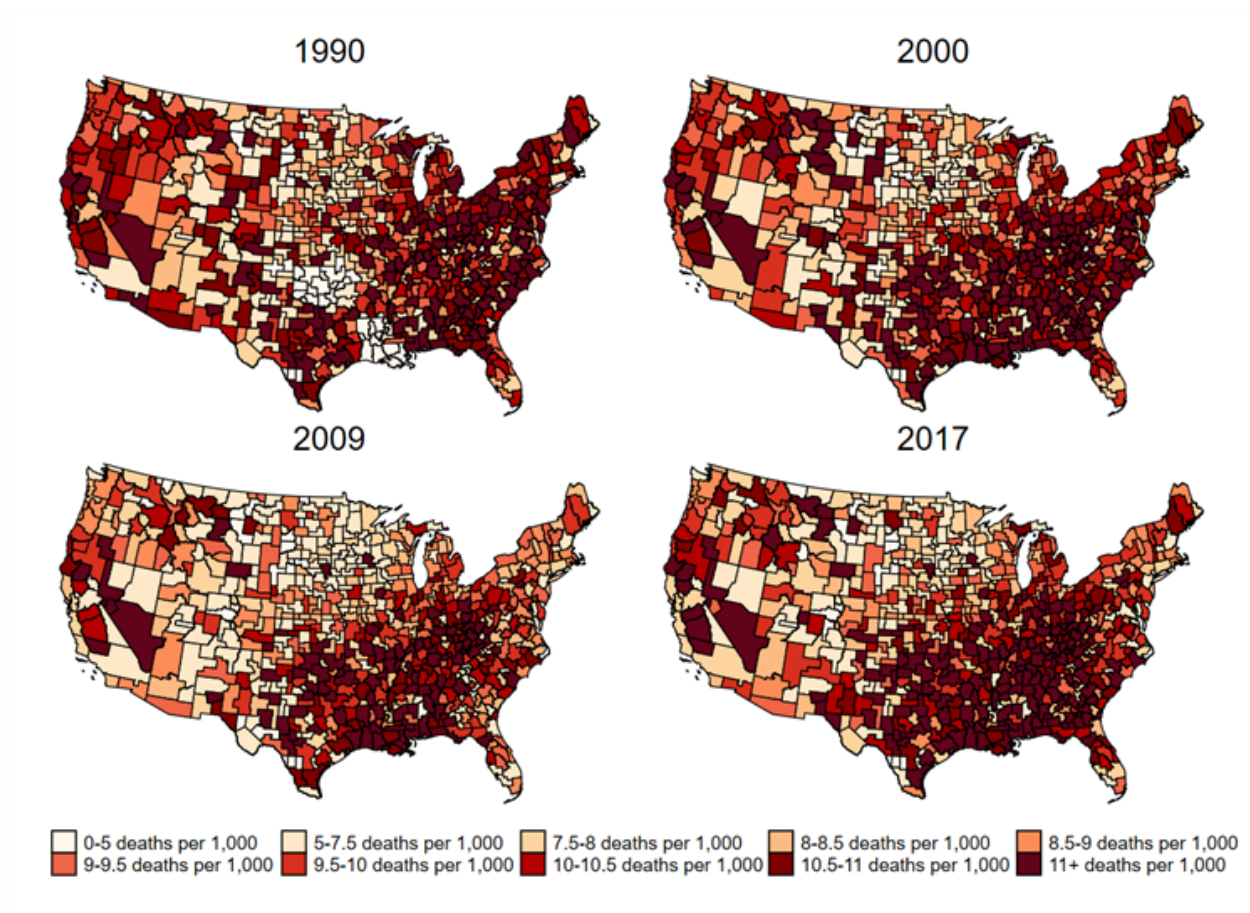 1990
2000
2009
2017
0-5 deaths per 1,000 5-7.5 deaths per 1,000 7.5-8 deaths per 1,000 8-8.5 deaths per 1,000 8.5-9 deaths per 1,000
9-9.5 deaths per 1,000 9.5-10 deaths per 1,000 10-10.5 deaths per 1,000 10.5-11 deaths per 1,000 11+ deaths per 1,000